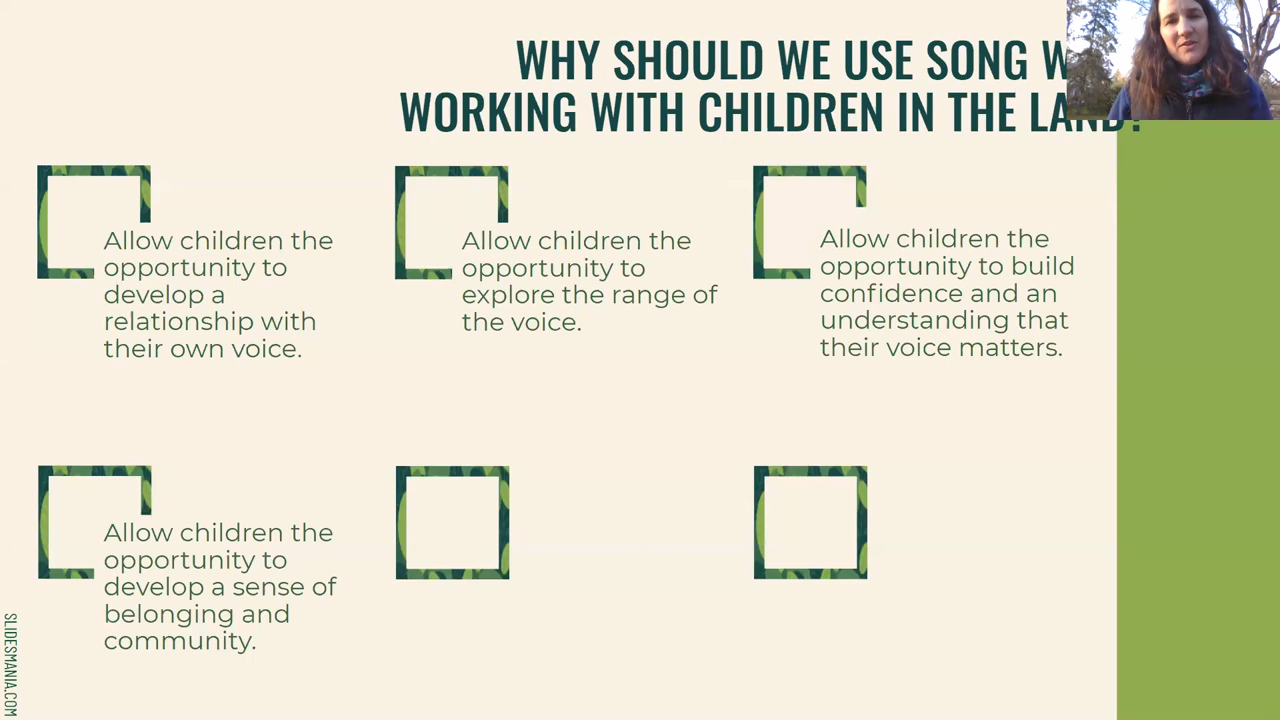 WHY SHOULD WE USE SONG
WORKING WITH CHILDREN IN THE LAND?
Allow children the
opportunity to
develop a
relationship with
their own voice.
Allow children the
opportunity to
explore the range of
the voice.
Allow children the
opportunity to build
confidence and an
understanding that
their voice matters.
Allow children the
opportunity to
develop a sense of
belonging and
community.
SLIDESMANIA.COM